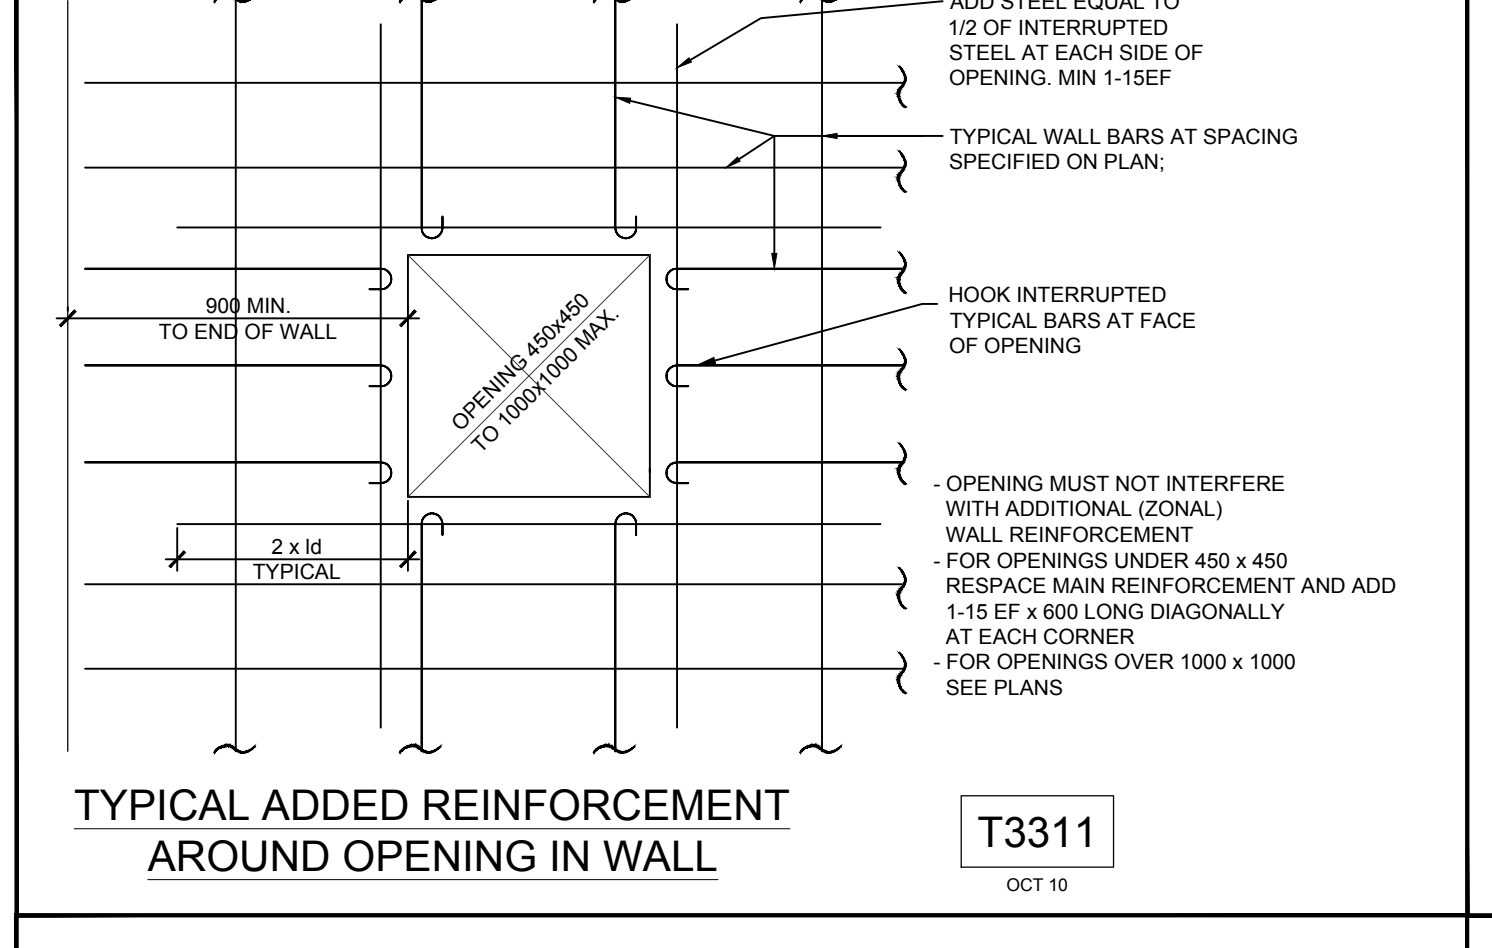 ADD STEEL EQUAL TO
1/2 OF INTERRUPTED
STEEL AT EACH SIDE OF
OPENING. MIN 1-15EF
TYPICAL WALL BARS AT SPACING
SPECIFIED ON PLAN;
HOOK INTERRUPTED
TYPICAL BARS AT FACE
OF OPENING
900 MIN.
TO END OF WALL
OPENING 450x450
TO 1000x1000 MAX.
2 x ld
TYPICAL
- OPENING MUST NOT INTERFERE
WITH ADDITIONAL (ZONAL)
WALL REINFORCEMENT
- FOR OPENINGS UNDER 450 x 450
RESPACE MAIN REINFORCEMENT AND ADD
1-15 EF x 600 LONG DIAGONALLY
AT EACH CORNER
- FOR OPENINGS OVER 1000 x 1000
SEE PLANS
TYPICAL ADDED REINFORCEMENT
AROUND OPENING IN WALL
T3311
OCT 10